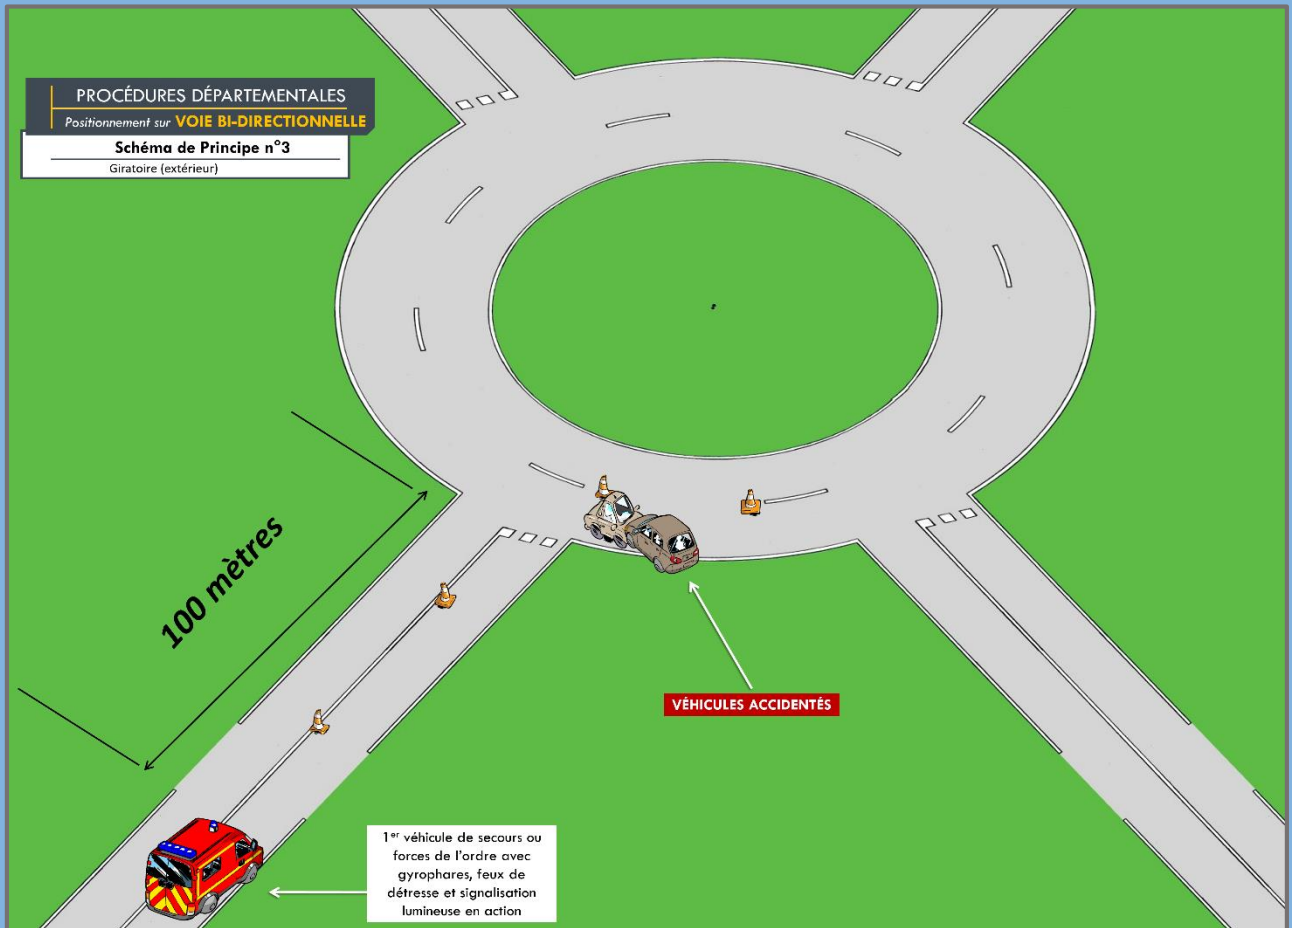 PROCÉDURES DÉPARTEMENTALES
Positionnement sur VOIE BI-DIRECTIONNELLE
Schéma de Principe n°3
Giratoire (extérieur)
100 mètres
VÉHICULES ACCIDENTÉS
1er véhicule de secours ou
forces de l'ordre avec
gyrophares, feux de
détresse et signalisation
lumineuse en action